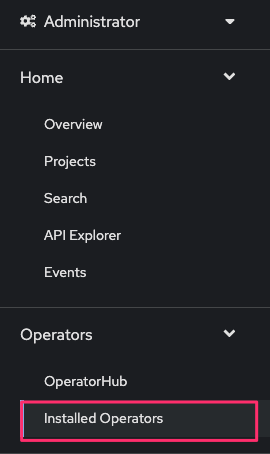 Administrator
Home
Overview
Projects
Search
API Explorer
Events
Operators
OperatorHub
Installed Operators